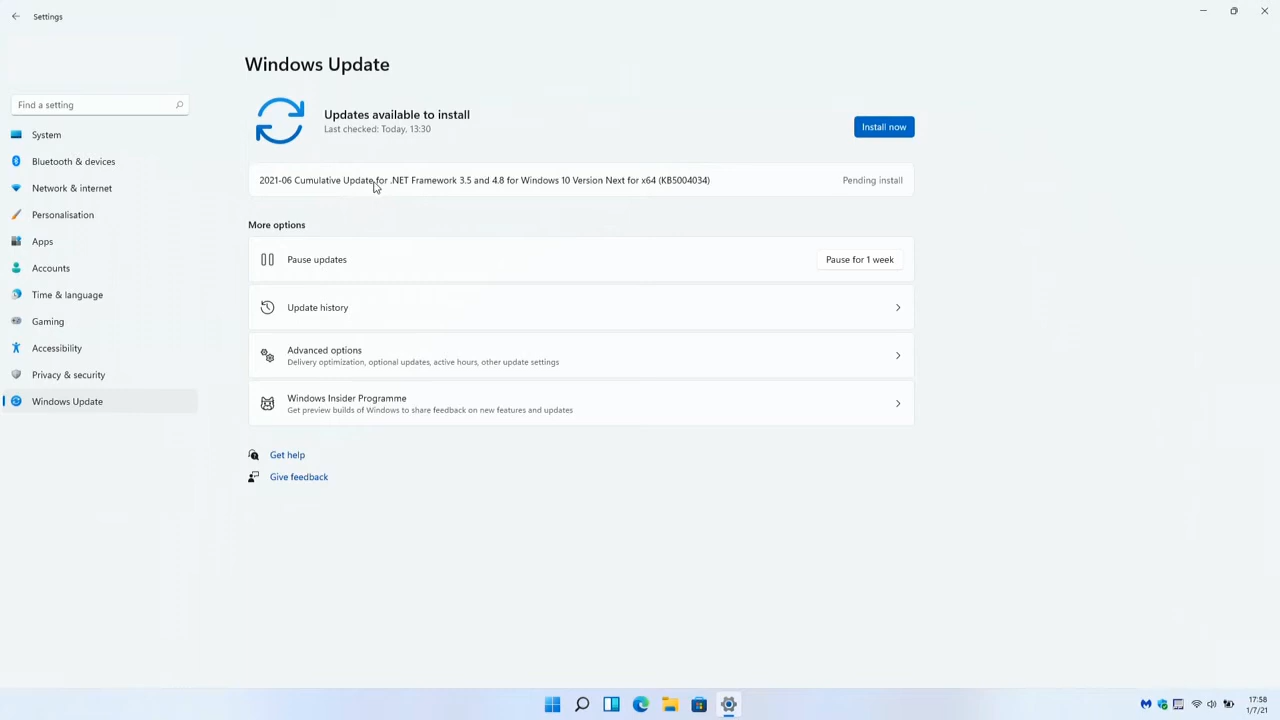 Settings
Windows Update
Find a setting
System
Bluetooth & devices
Network & internet
Personalisation
Apps
Accounts
Time & language
Gaming
Accessibility
Privacy & security
Windows Update
Updates available to install
Last checked: Today, 13:30
Install now
2021-06 Cumulative Update for .NET Framework 3.5 and 4.8 for Windows 10 Version Next for x64 (KB5004034)
Pending install
More options
Pause updates
Pause for 1 week
Update history
Advanced options
Delivery optimization, optional updates, active hours, other update settings
Windows Insider Programme
Get preview builds of Windows to share feedback on new features and updates
Get help
Give feedback
17:58
1/7/21